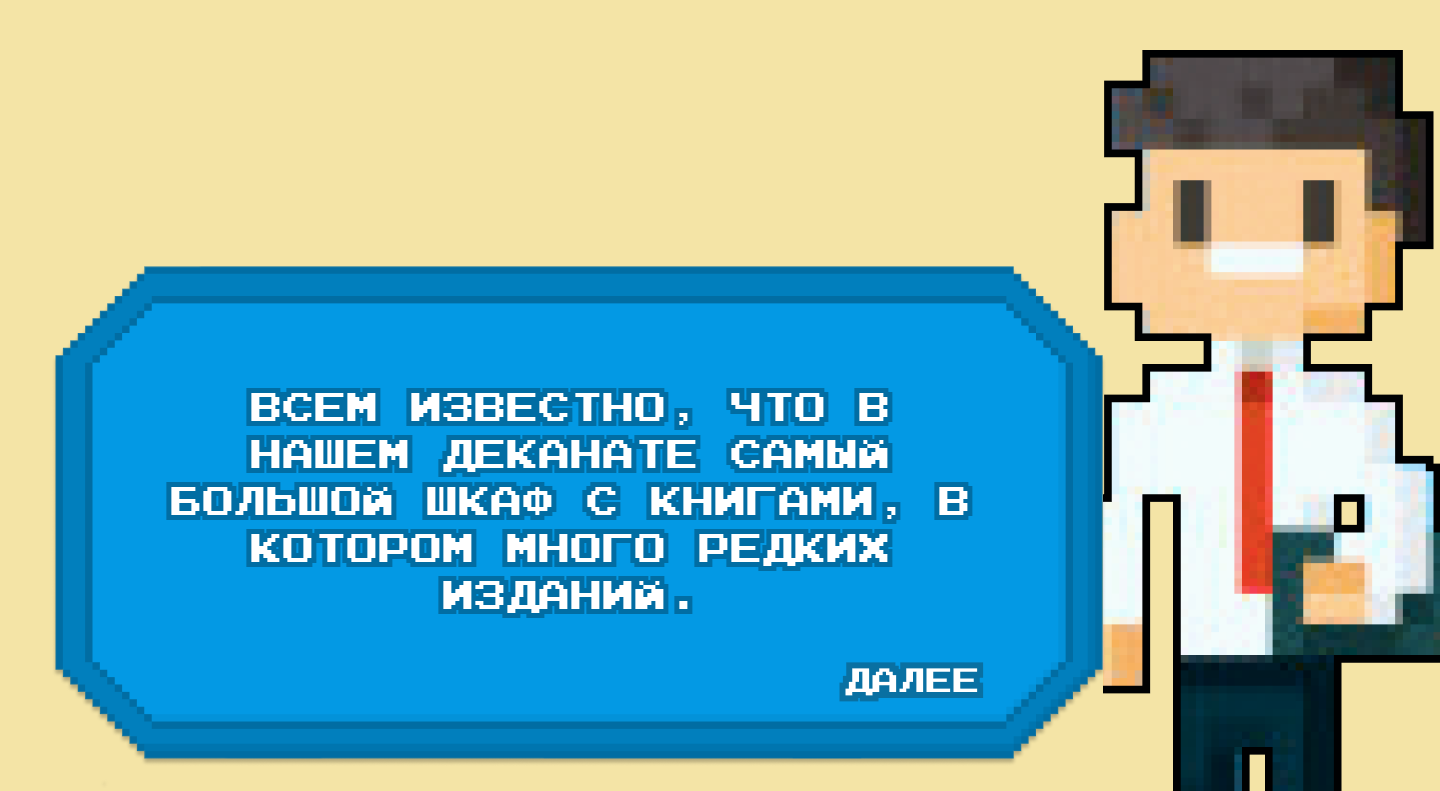 ВСЕМ ИЗВЕСТНО, ЧТО В
НАШЕМ ДЕКАНАТЕ САМЫЙ
БОЛЬШОЙ ШКАФ С КНИГАМИ, В
КОТОРОМ МНОГО РЕДКИХ
ИЗДАНИЙ.
ДАЛЕЕ